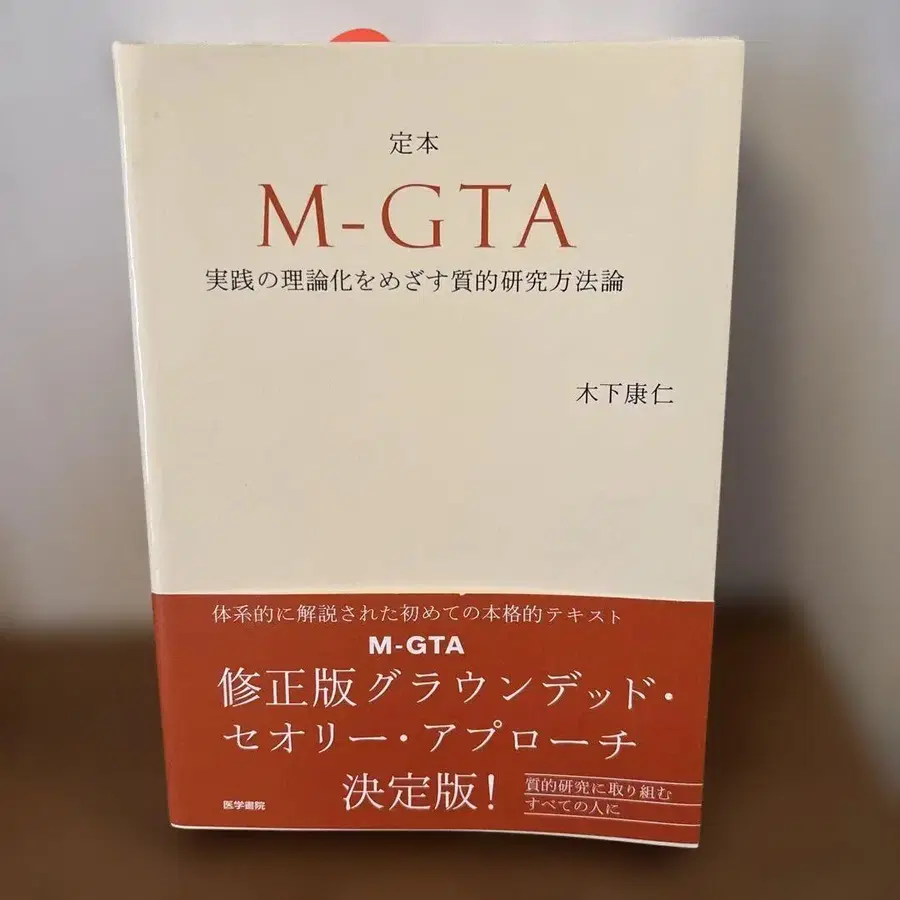 定本
M-GTA
実践の理論化をめざす質的研究方法論
木下康仁
体系的に解説された初めての本格的テキスト
M-GTA
修正版グラウンデッド・
セオリー・アプローチ
決定版！
質的研究に取り組む
すべての人に
医学書院